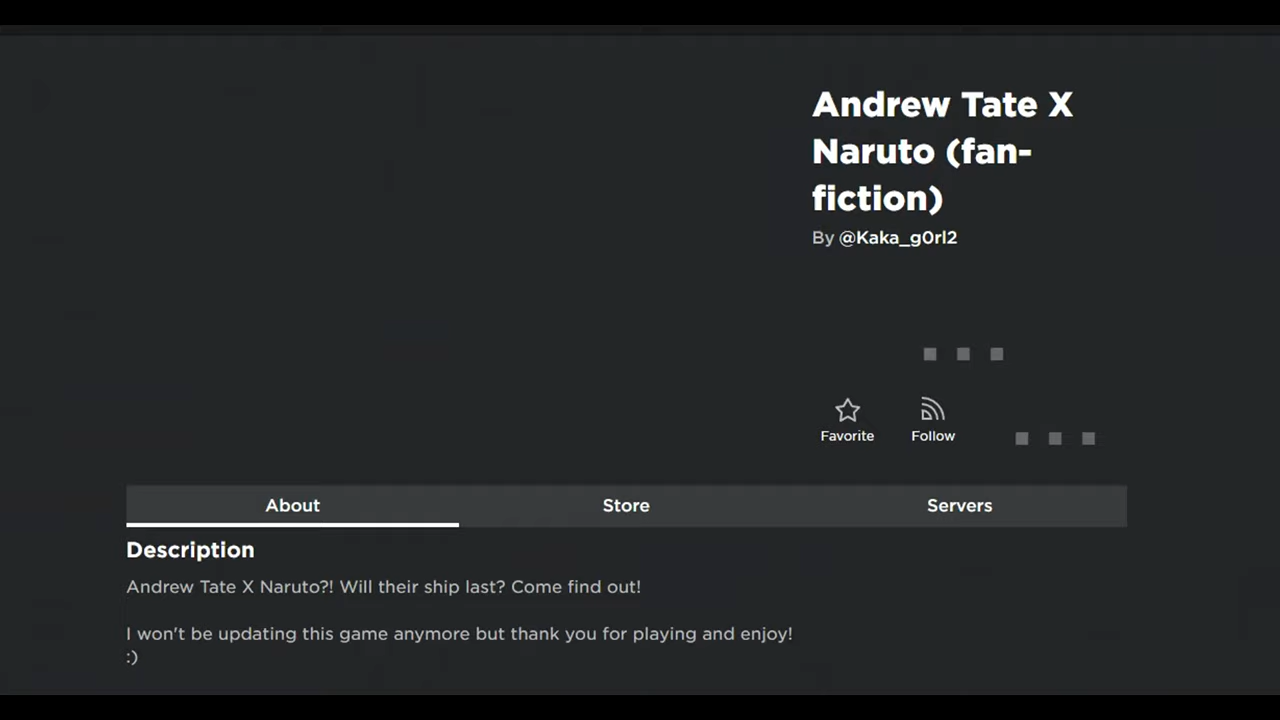 Andrew Tate X
Naruto (fan-
fiction)
By @Kaka_g0rl2
Favorite
Follow
About
Store
Servers
Description
Andrew Tate X Naruto?! Will their ship last? Come find out!
I won't be updating this game anymore but thank you for playing and enjoy!
:)